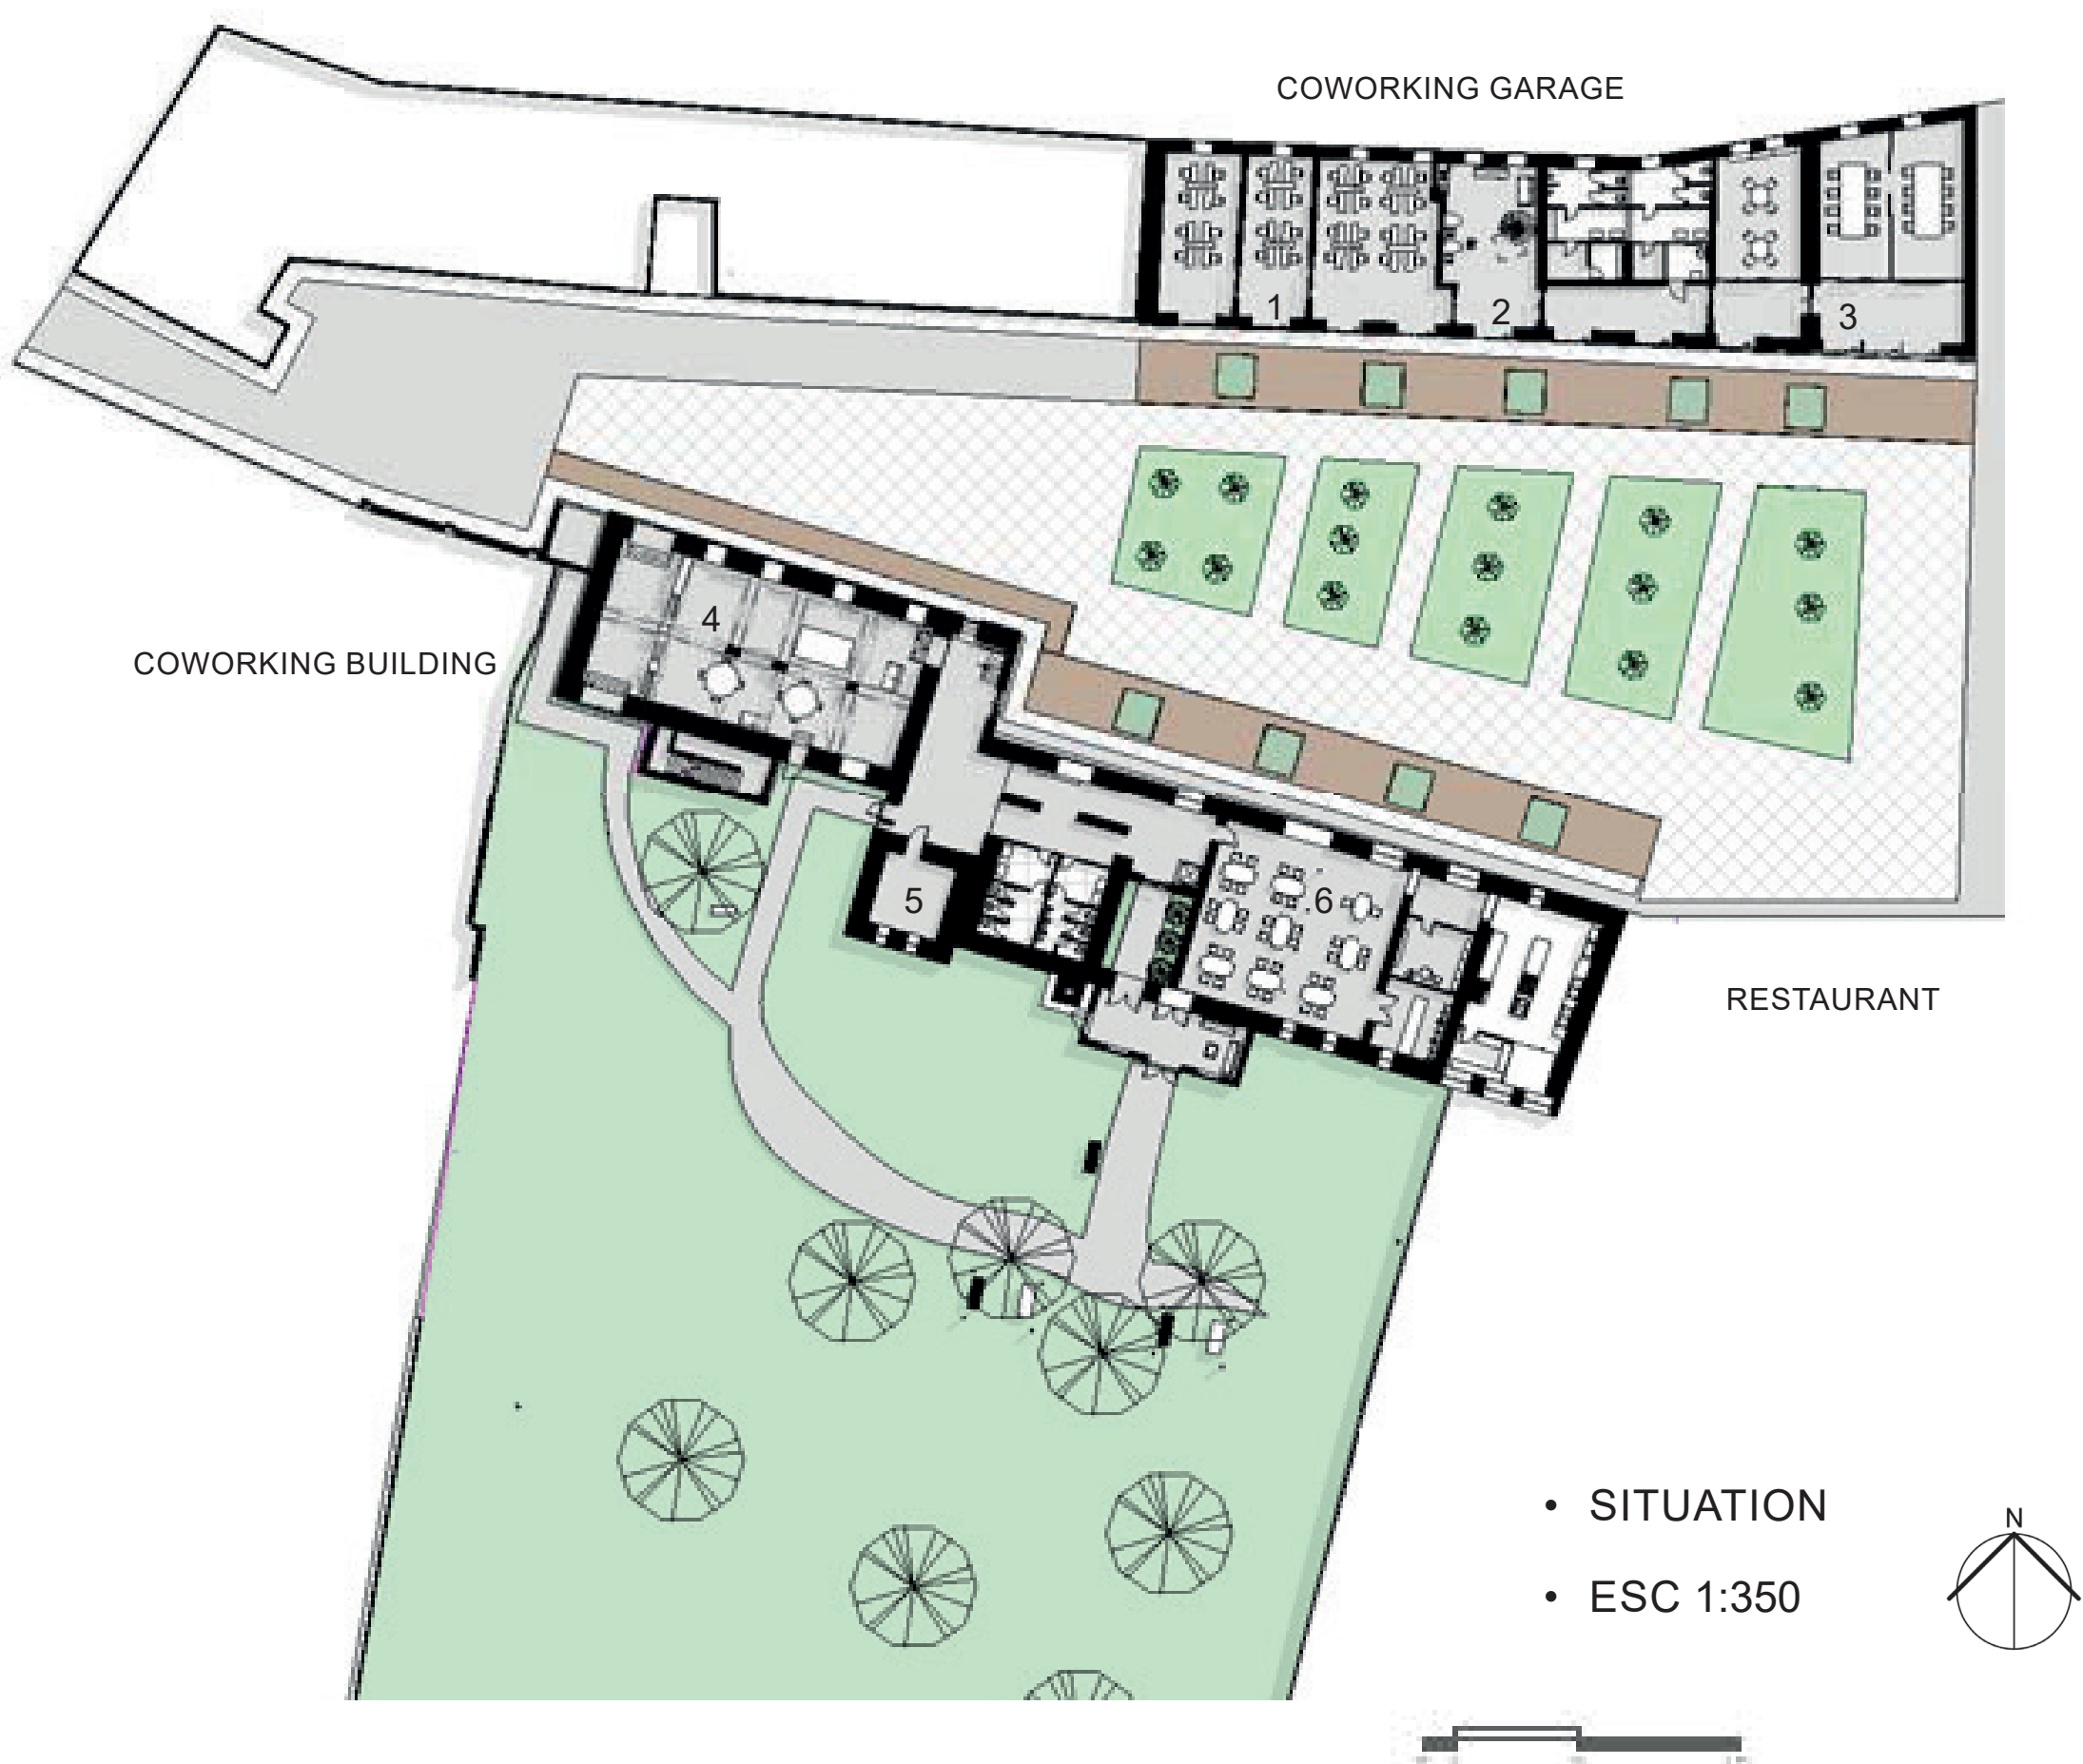 COWORKING GARAGE
1
2
3
4
COWORKING BUILDING
5
6
RESTAURANT
• SITUATION
N
• ESC 1:350